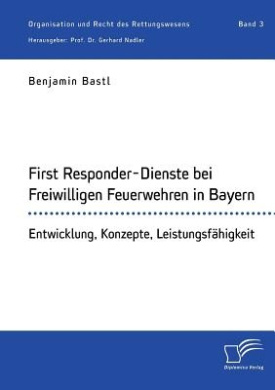 Organisation und Recht des Rettungswesens Band 3
Herausgeber: Prof. Dr. Gerhard Nadler
Benjamin Bastl
First Responder-Dienste bei
Freiwilligen Feuerwehren in Bayern
Entwicklung, Konzepte, Leistungsfähigkeit
Diplomica Verlag